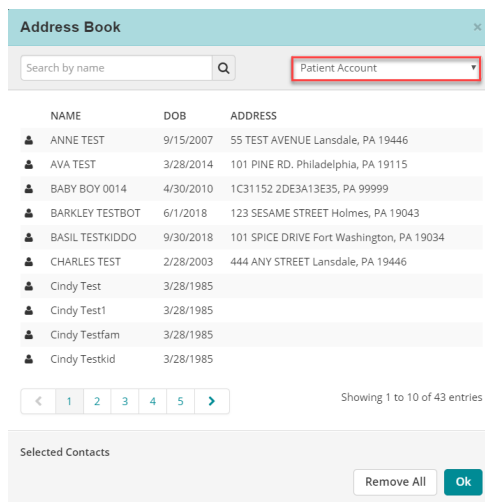 Address Book ×
Search by name Patient Account
NAME DOB ADDRESS
ANNE TEST 9/15/2007 55 TEST AVENUE Lansdale, PA 19446
AVA TEST 3/28/2014 101 PINE RD. Philadelphia, PA 19115
BABY BOY 0014 4/30/2010 1C31152 2DE3A13E35, PA 99999
BARKLEY TESTBOT 6/1/2018 123 SESAME STREET Holmes, PA 19043
BASIL TESTKIDDO 9/30/2018 101 SPICE DRIVE Fort Washington, PA 19034
CHARLES TEST 2/28/2003 444 ANY STREET Lansdale, PA 19446
Cindy Test 3/28/1985
Cindy Test1 3/28/1985
Cindy Testfam 3/28/1985
Cindy Testkid 3/28/1985
< 1 2 3 4 5 > Showing 1 to 10 of 43 entries
Selected Contacts
Remove All Ok